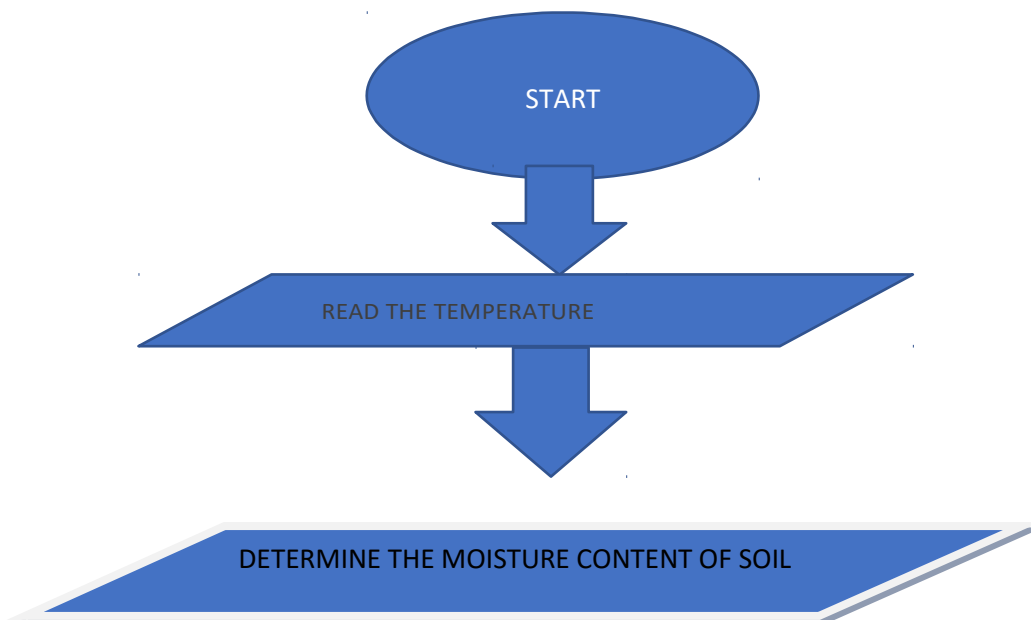 START
READ THE TEMPERATURE
DETERMINE THE MOISTURE CONTENT OF SOIL